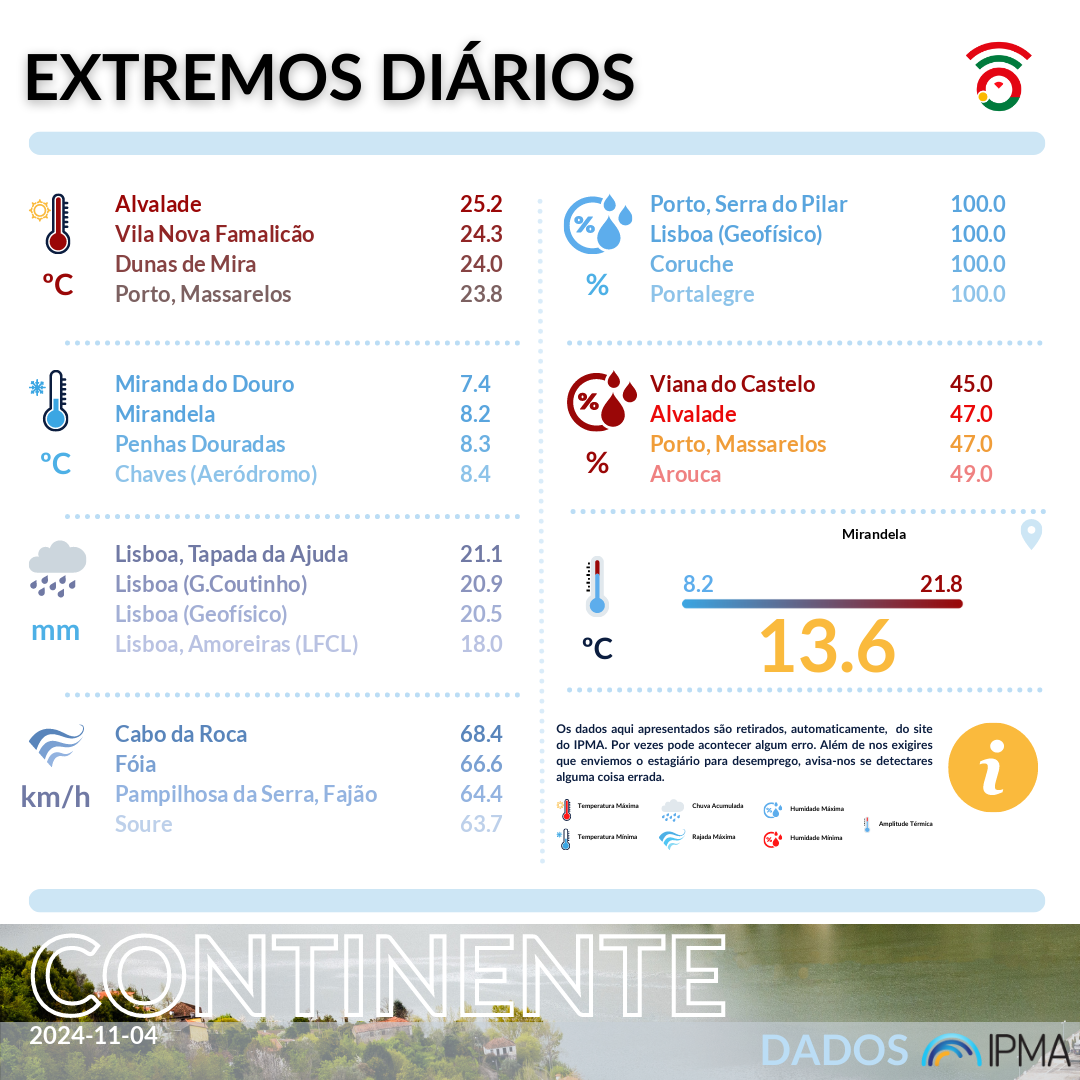 EXTREMOS DIÁRIOS
Alvalade 25.2
Vila Nova Famalicão 24.3
Dunas de Mira 24.0
Porto, Massarelos 23.8
ºC
Miranda do Douro 7.4
Mirandela 8.2
Penhas Douradas 8.3
Chaves (Aeródromo) 8.4
ºC
Lisboa, Tapada da Ajuda 21.1
Lisboa (G.Coutinho) 20.9
Lisboa (Geofísico) 20.5
Lisboa, Amoreiras (LFCL) 18.0
mm
Cabo da Roca 68.4
Fóia 66.6
Pampilhosa da Serra, Fajão 64.4
Soure 63.7
km/h
Porto, Serra do Pilar 100.0
Lisboa (Geofísico) 100.0
Coruche 100.0
Portalegre 100.0
%
%
Viana do Castelo 45.0
Alvalade 47.0
Porto, Massarelos 47.0
Arouca 49.0
%
%
Mirandela
8.2 21.8
13.6
ºC
Os dados aqui apresentados são retirados, automaticamente, do site
do IPMA. Por vezes pode acontecer algum erro. Além de nos exigires
que enviemos o estagiário para desemprego, avisa-nos se detectares
alguma coisa errada.
i
Temperatura Máxima Chuva Acumulada Humidade Máxima
Amplitude Térmica
Temperatura Mínima Rajada Máxima Humidade Mínima
CONTINENTE
2024-11-04
DADOS IPMA